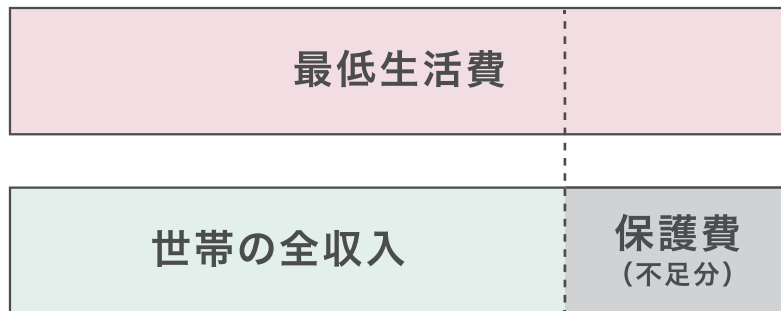 最低生活費
世帯の全収入
保護費
（不足分）